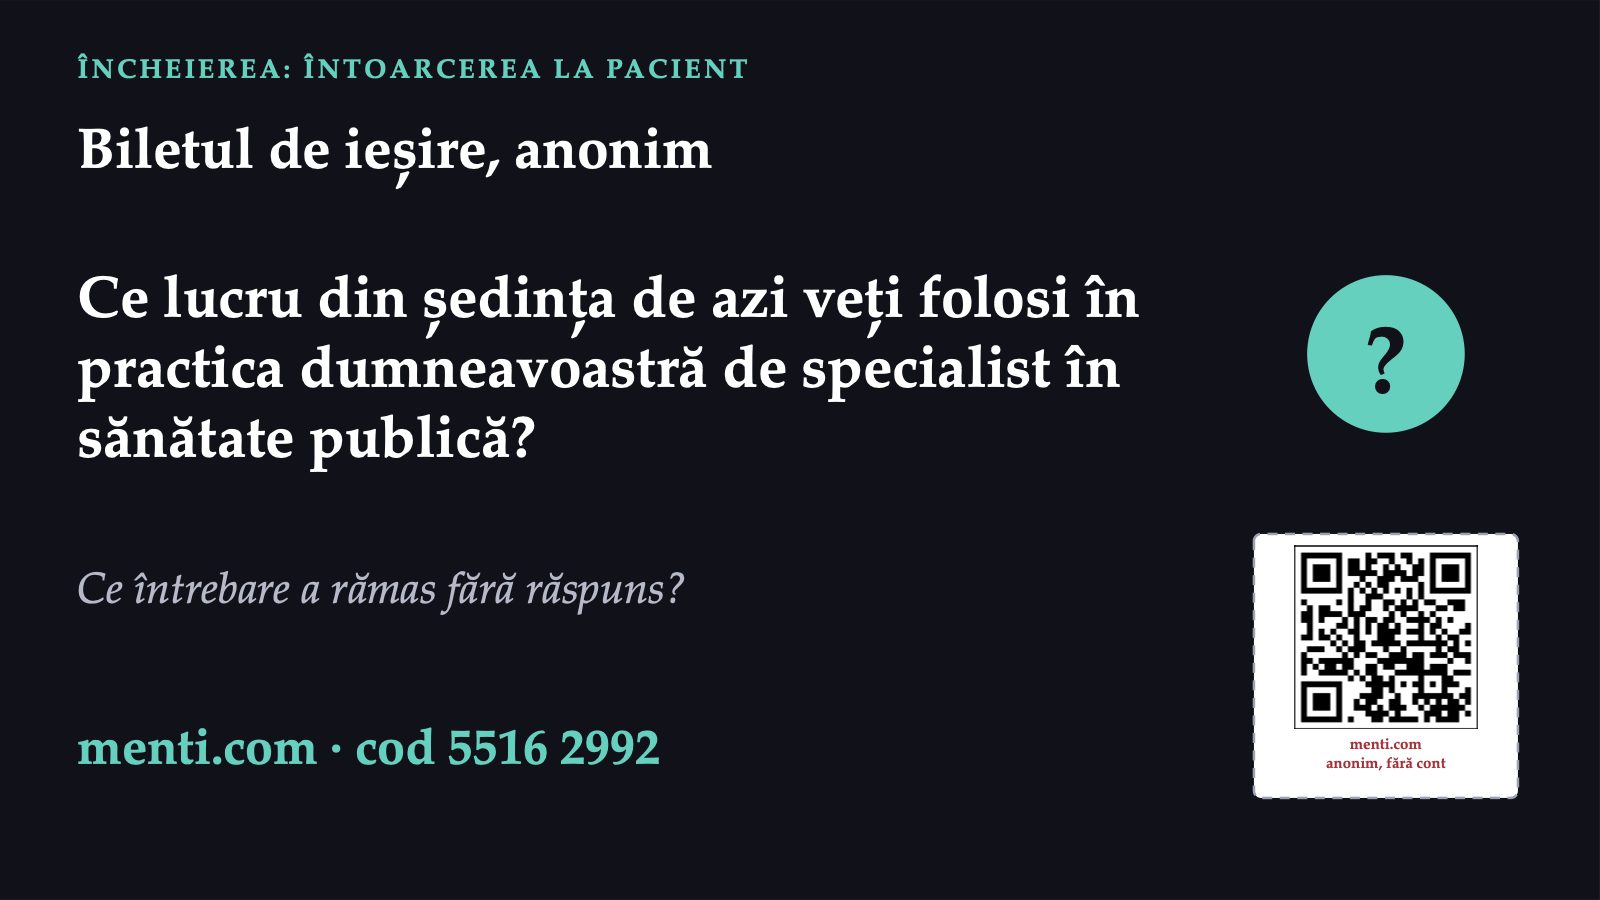 ÎNCHEIEREA: ÎNTOARCEREA LA PACIENT
Biletul de ieșire, anonim
Ce lucru din ședința de azi veți folosi în
practica dumneavoastră de specialist în
sănătate publică?
?
Ce întrebare a rămas fără răspuns?
menti.com · cod 5516 2992
menti.com
anonim, fără cont